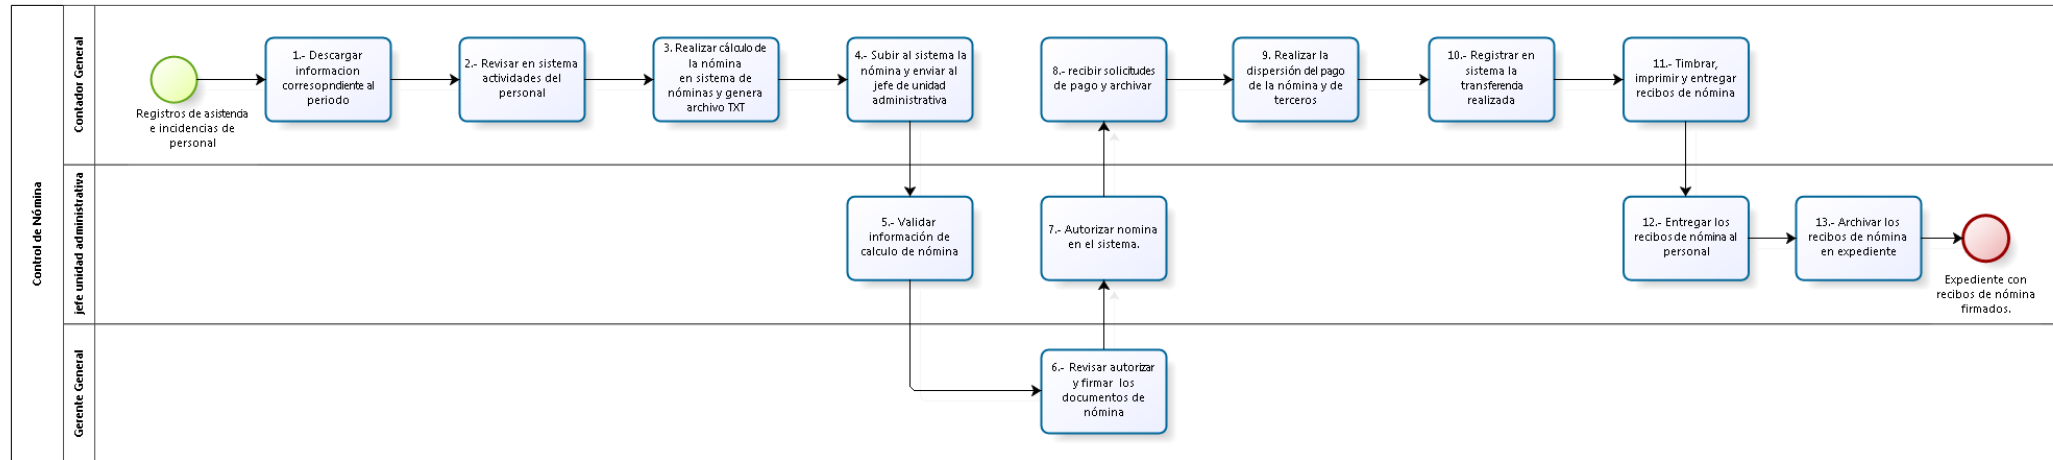 Control de Nómina
Contador General
Registros de asistencia
e incidencias de
personal
1.- Descargar
informacion
corresopndiente al
periodo
2.- Revisar en sistema
actividades del
personal
3. Realizar cálculo de
la nómina
en sistema de
nóminas y genera
archivo TXT
4.- Subir al sistema la
nómina y enviar al
jefe de unidad
administrativa
8.- recibir solicitudes
de pago y archivar
9. Realizar la
dispersión del pago
de la nómina y de
terceros
10.- Registrar en
sistema la
transferencia
realizada
11.- Timbrar,
imprimir y entregar
recibos de nómina
jefe unidad administrativa
5.- Validar
información de
calculo de nómina
7.- Autorizar nomina
en el sistema.
12.- Entregar los
recibos de nómina al
personal
13.- Archivar los
recibos de nómina
en expediente
Expediente con
recibos de nómina
firmados.
Gerente General
6.- Revisar autorizar
y firmar los
documentos de
nómina